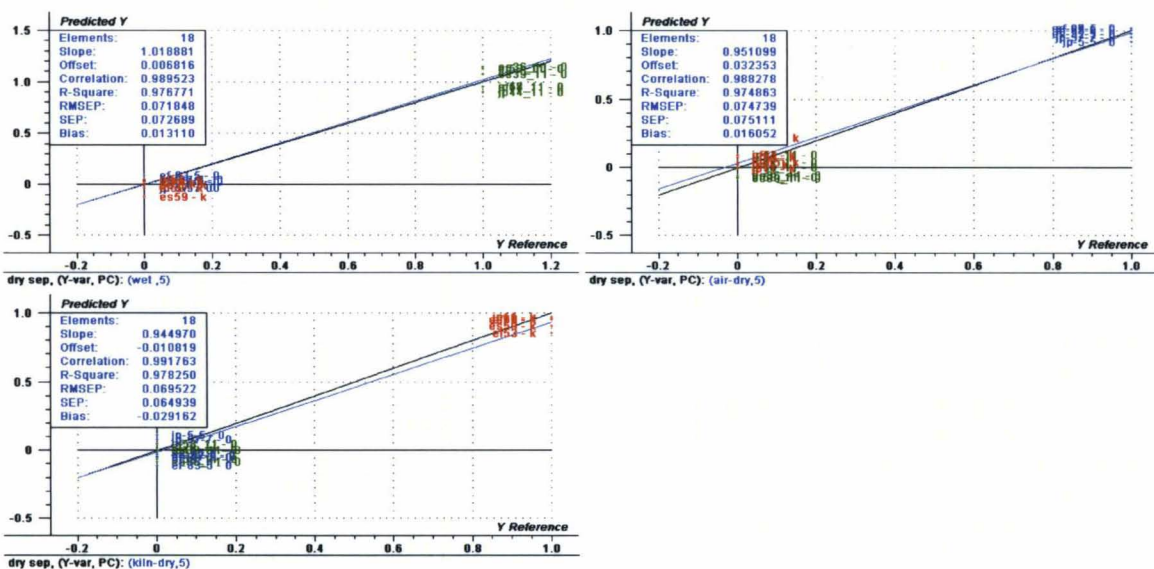 Predicted Y
Elements: 18
Slope: 1.018881
Offset: 0.006816
Correlation: 0.989523
R-Square: 0.976771
RMSEP: 0.071848
SEP: 0.072689
Bias: 0.013110
1.5
1.0
0.5
0
-0.5
es59 - k
Y Reference
-0.2 0 0.2 0.4 0.6 0.8 1.0 1.2
dry sep, (Y-var, PC): (wet ,5)
Predicted Y
Elements: 18
Slope: 0.951099
Offset: 0.032353
Correlation: 0.988278
R-Square: 0.974863
RMSEP: 0.074739
SEP: 0.075111
Bias: 0.016052
1.0
0.5
0
-0.5
jp-5-5- 0
k
Y Reference
-0.2 0 0.2 0.4 0.6 0.8 1.0
dry sep, (Y-var, PC): (air-dry,5)
Predicted Y
Elements: 18
Slope: 0.944970
Offset: -0.010819
Correlation: 0.991763
R-Square: 0.978250
RMSEP: 0.069522
SEP: 0.064939
Bias: -0.029162
1.0
0.5
0
-0.5
el53 - k
Y Reference
-0.2 0 0.2 0.4 0.6 0.8 1.0
dry sep, (Y-var, PC): (kiln-dry,5)